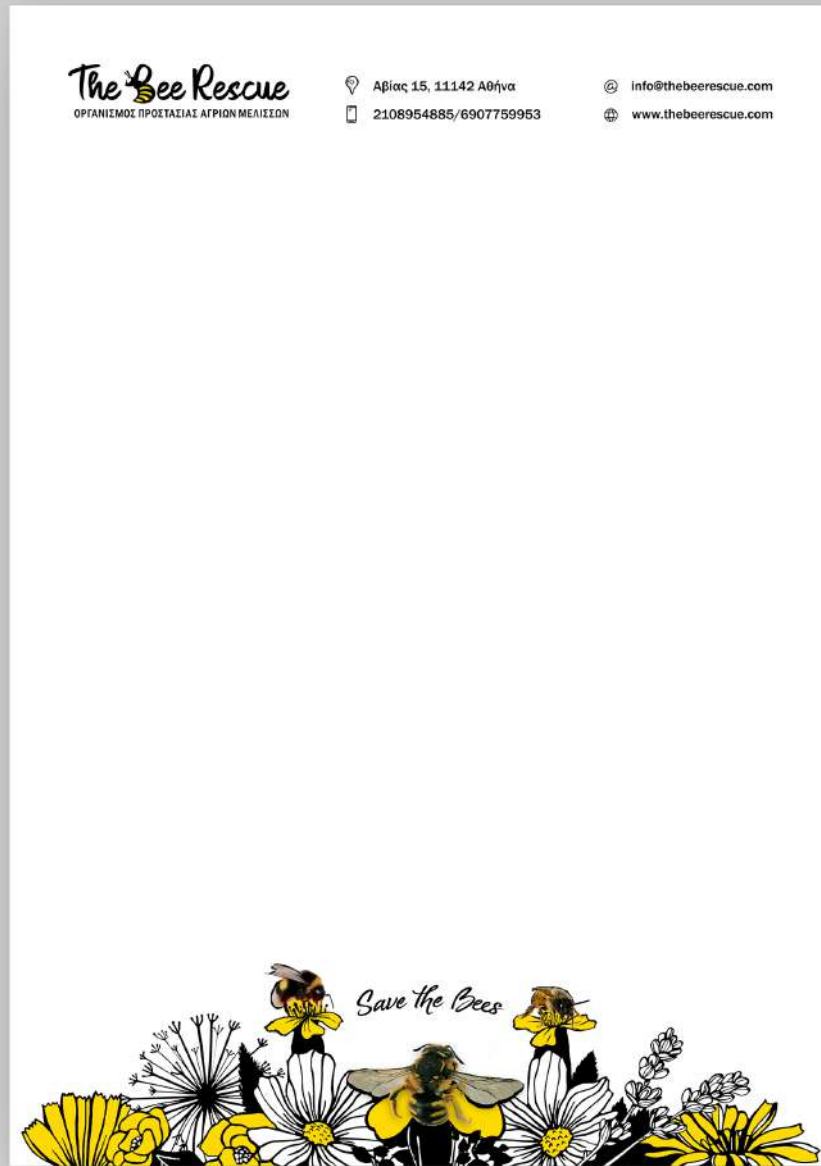 The Bee Rescue
ΟΡΓΑΝΙΣΜΟΣ ΠΡΟΣΤΑΣΙΑΣ ΑΓΡΙΩΝ ΜΕΛΙΣΣΩΝ
Αβίας 15, 11142 Αθήνα
2108954885/6907759953
info@thebeerescue.com
www.thebeerescue.com
Save the Bees